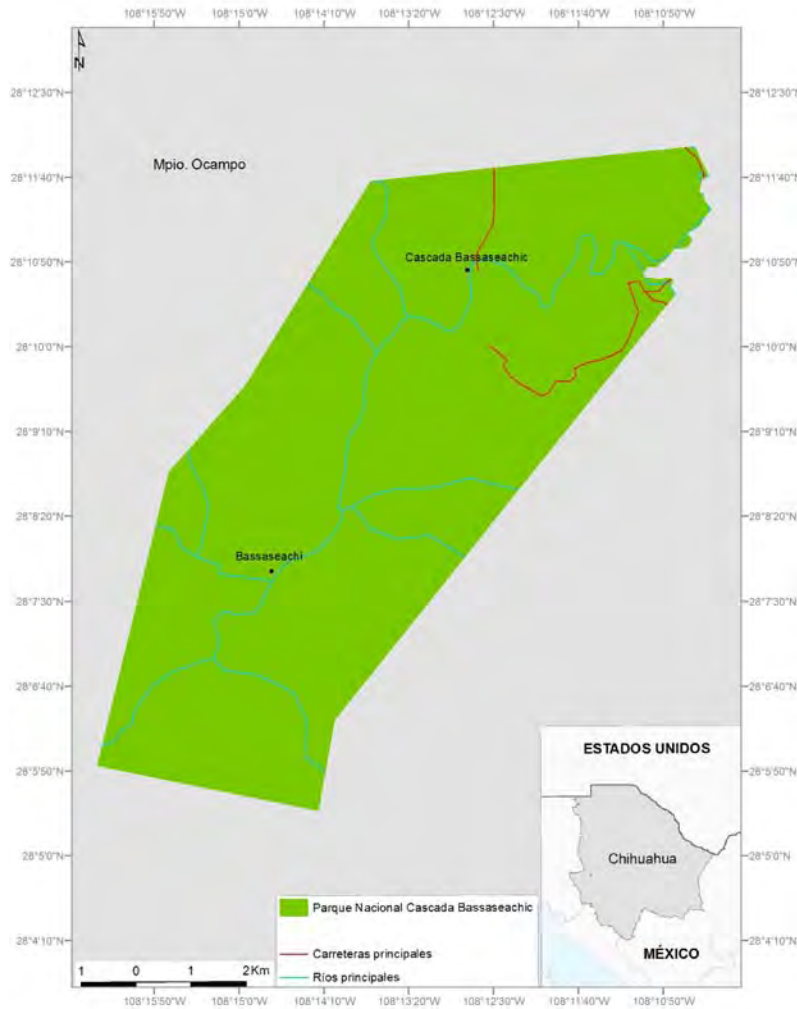 108°15'50"W 108°15'0"W 108°14'10"W 108°13'20"W 108°12'30"W 108°11'40"W 108°10'50"W
N
28°12'30"N 28°12'30"N
Mpio. Ocampo
28°11'40"N 28°11'40"N
Cascada Bassaseachic
28°10'50"N 28°10'50"N
28°10'0"N 28°10'0"N
28°9'10"N 28°9'10"N
28°8'20"N 28°8'20"N
Bassaseachi
28°7'30"N 28°7'30"N
28°6'40"N 28°6'40"N
ESTADOS UNIDOS
28°5'50"N 28°5'50"N
28°5'0"N 28°5'0"N
Chihuahua
Parque Nacional Cascada Bassaseachic
28°4'10"N 28°4'10"N
Carreteras principales
MÉXICO
1 0 1 2 Km
Ríos principales
108°15'50"W 108°15'0"W 108°14'10"W 108°13'20"W 108°12'30"W 108°11'40"W 108°10'50"W